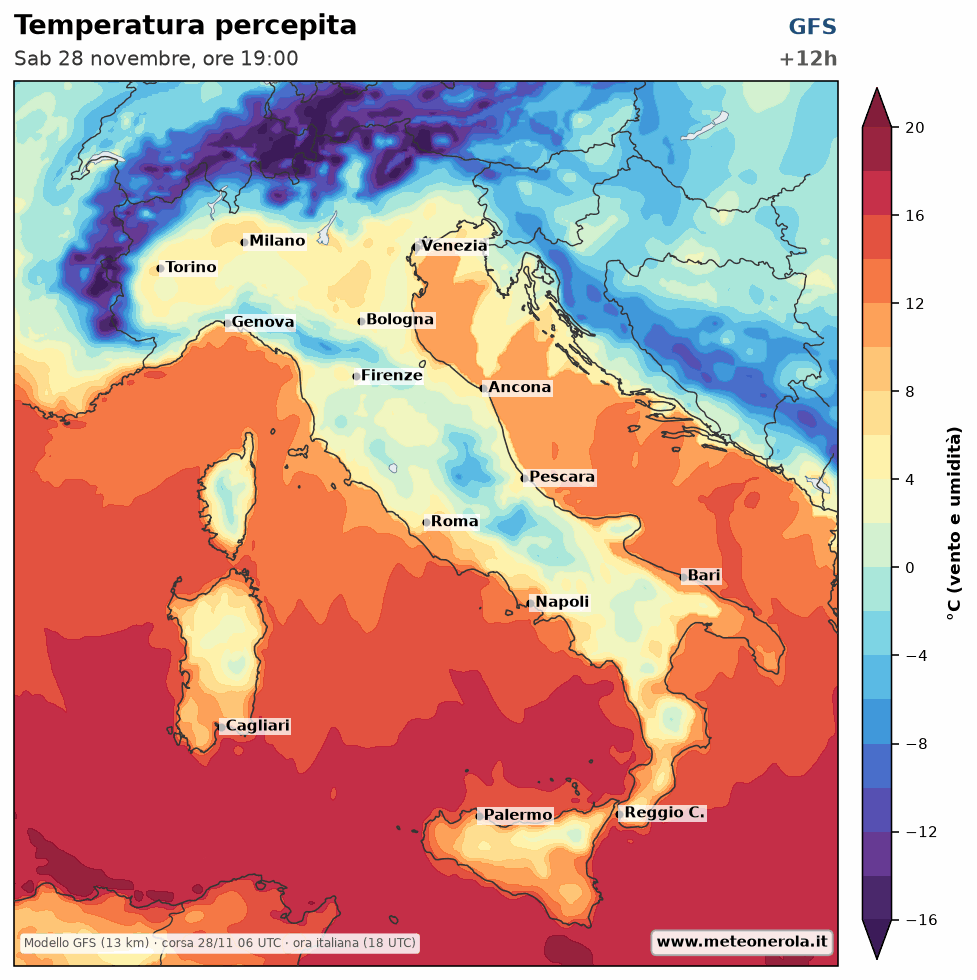 Temperatura percepita
GFS
Sab 28 novembre, ore 19:00
+12h
Milano
Venezia
Torino
Genova
Bologna
Firenze
Ancona
Pescara
Roma
Bari
Napoli
Cagliari
Palermo
Reggio C.
20
16
12
8
4
0
−4
−8
−12
−16
°C (vento e umidità)
Modello GFS (13 km) · corsa 28/11 06 UTC · ora italiana (18 UTC)
www.meteonerola.it